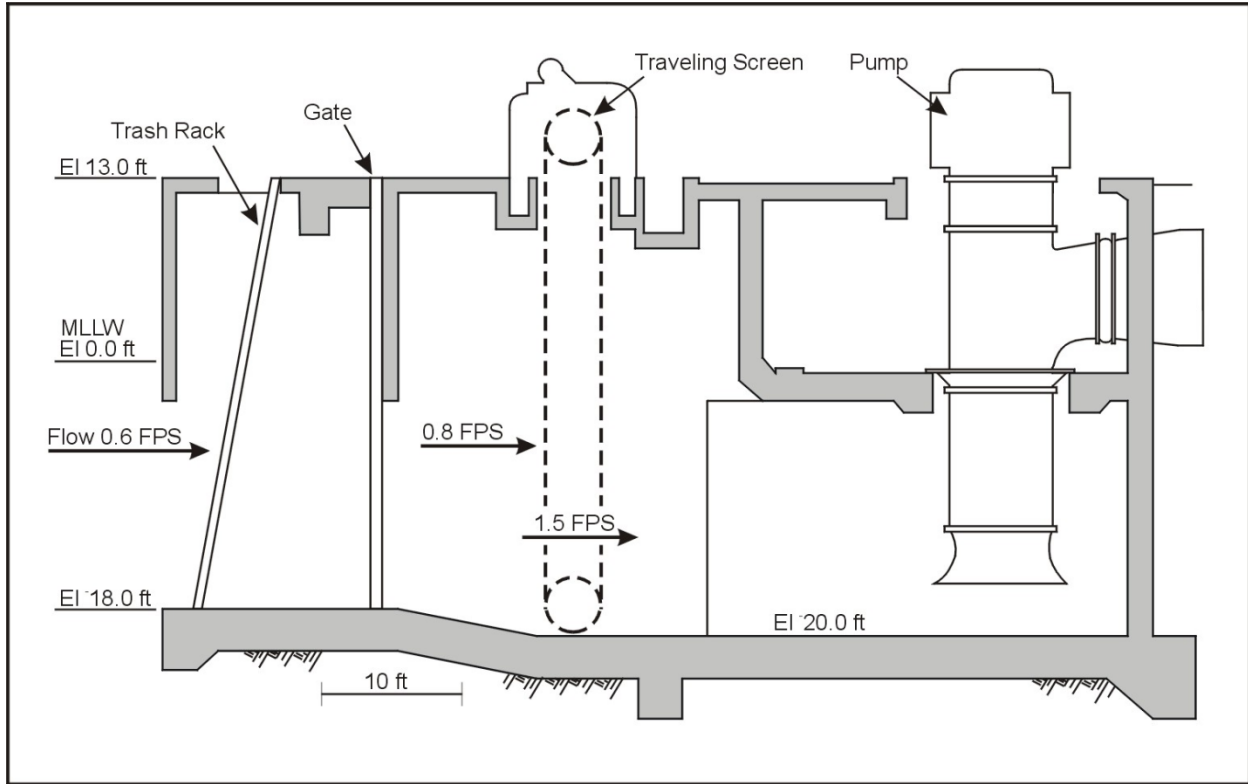 Traveling Screen
Pump
Gate
Trash Rack
El 13.0 ft
MLLW
El 0.0 ft
Flow 0.6 FPS
0.8 FPS
1.5 FPS
El -18.0 ft
El -20.0 ft
10 ft